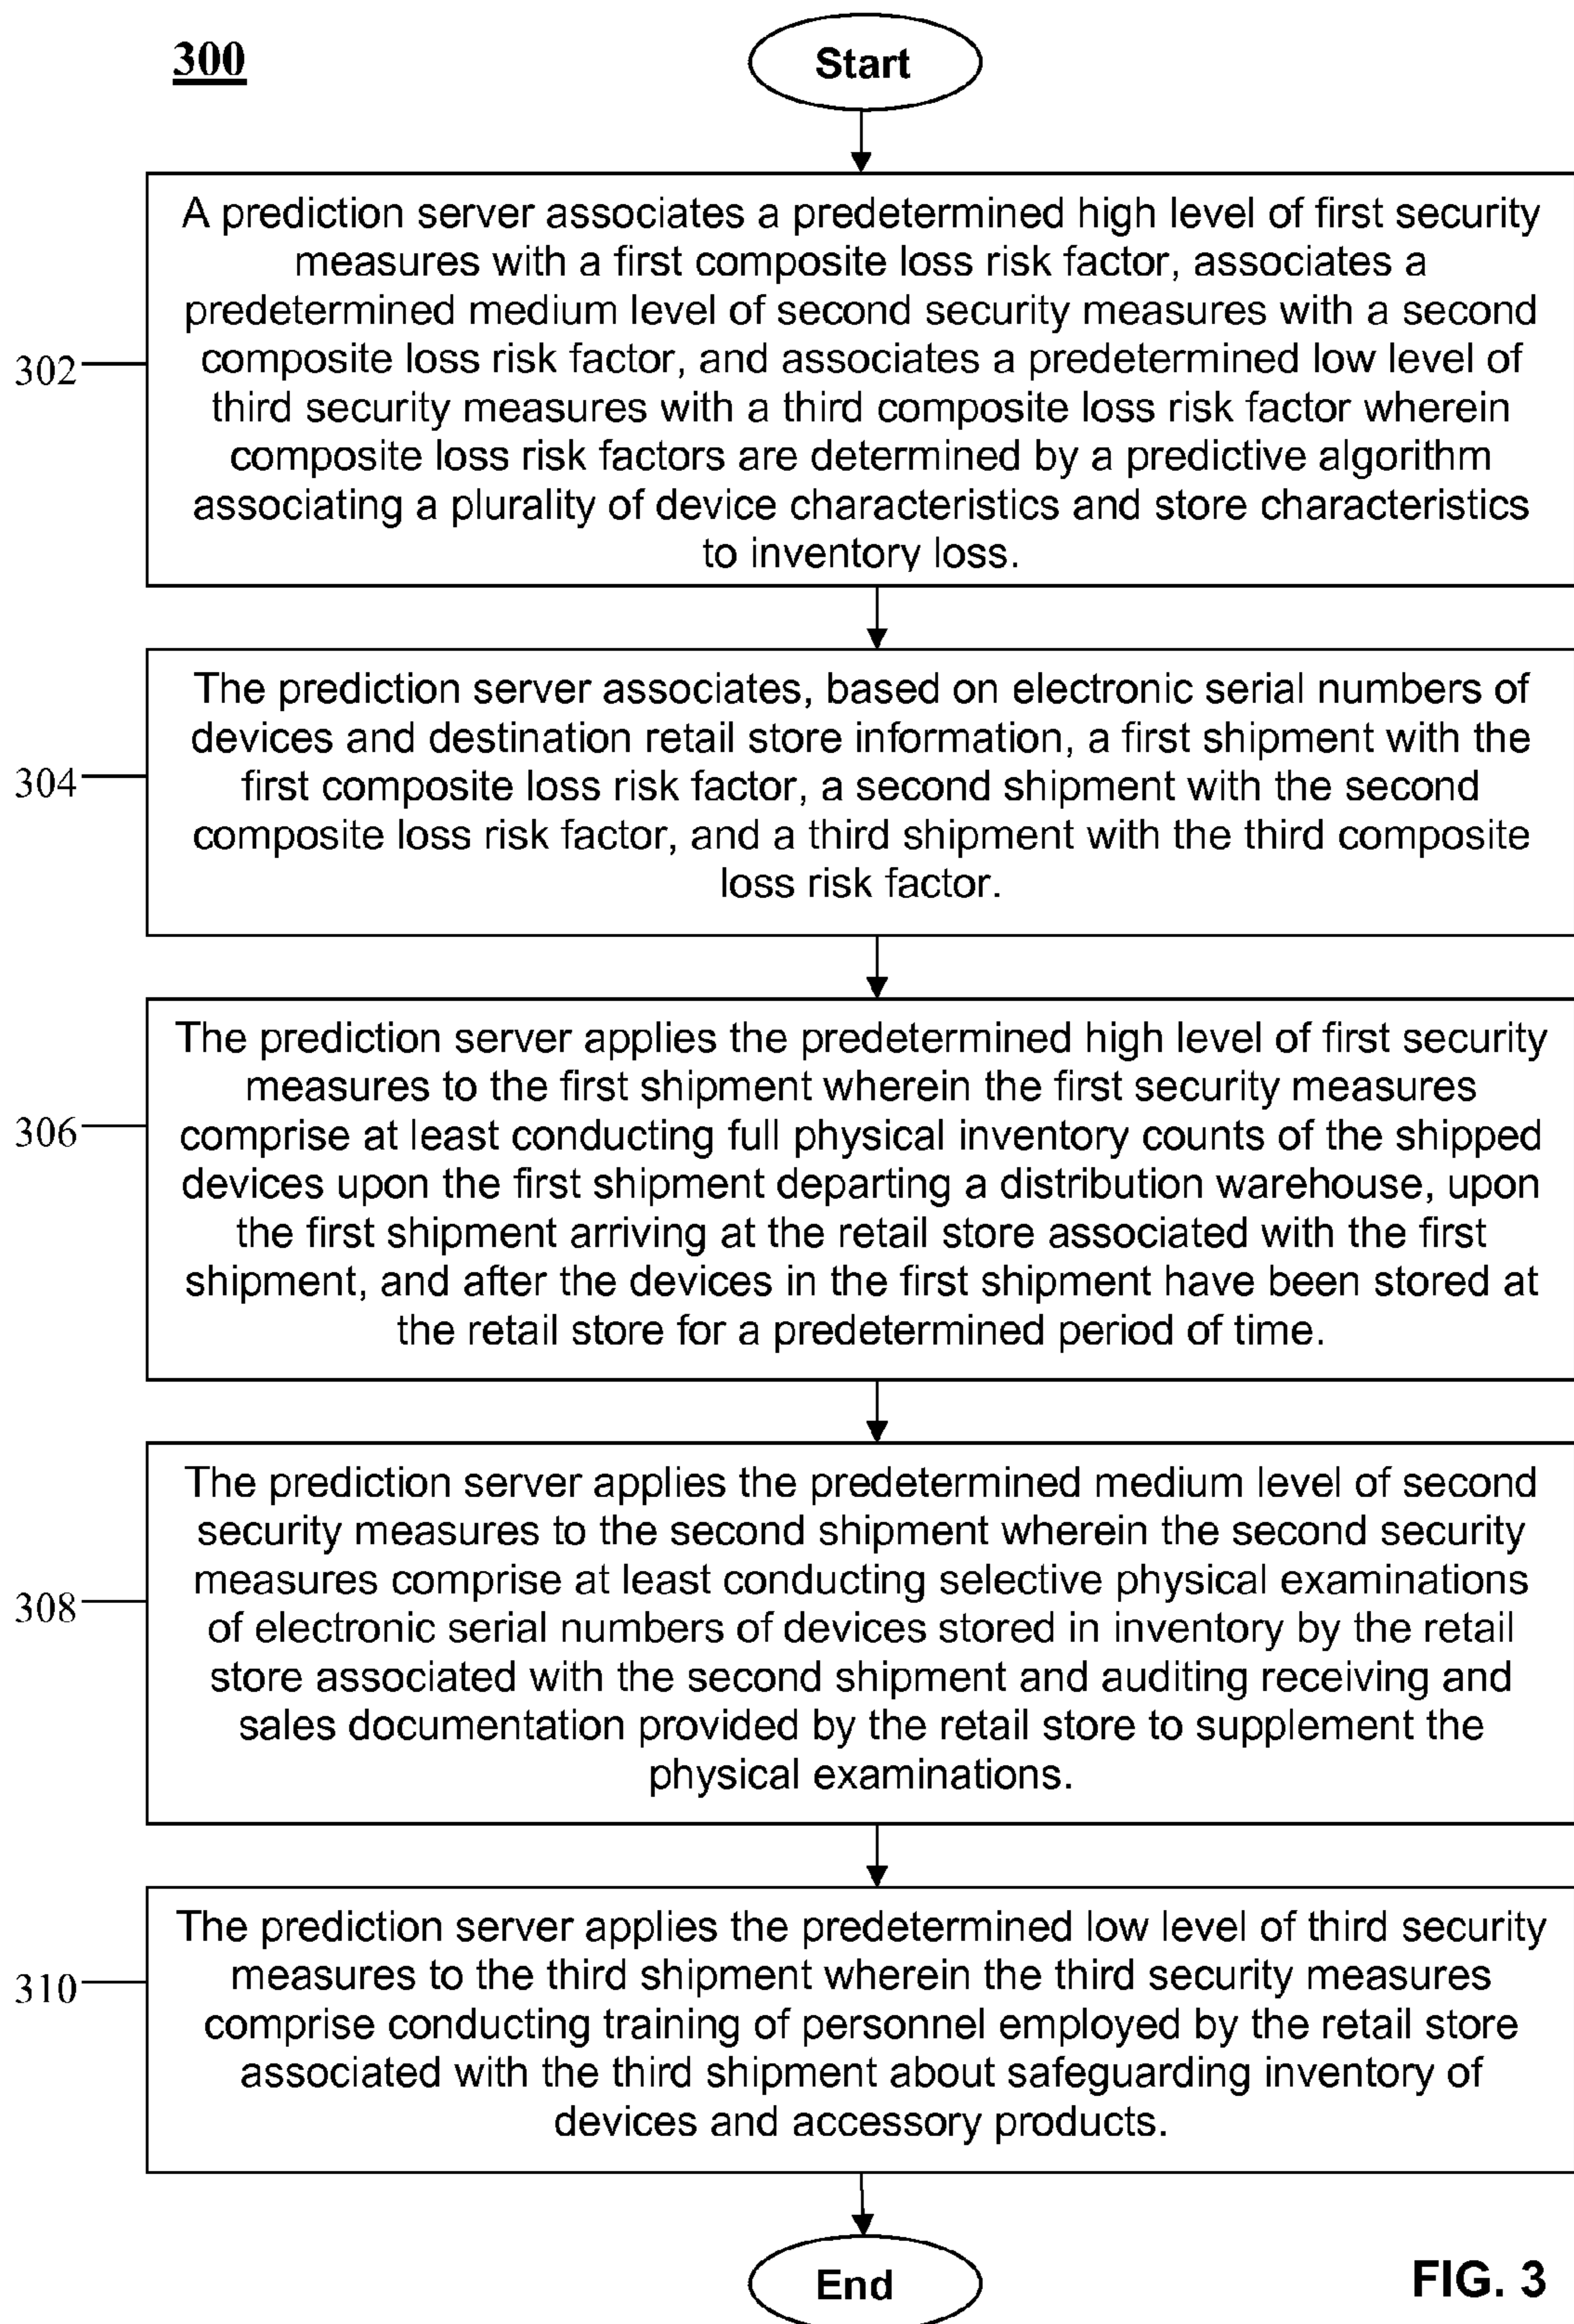 300
Start
A prediction server associates a predetermined high level of first security
measures with a first composite loss risk factor, associates a
predetermined medium level of second security measures with a second
composite loss risk factor, and associates a predetermined low level of
third security measures with a third composite loss risk factor wherein
composite loss risk factors are determined by a predictive algorithm
associating a plurality of device characteristics and store characteristics
to inventory loss.
302
The prediction server associates, based on electronic serial numbers of
devices and destination retail store information, a first shipment with the
first composite loss risk factor, a second shipment with the second
composite loss risk factor, and a third shipment with the third composite
loss risk factor.
304
The prediction server applies the predetermined high level of first security
measures to the first shipment wherein the first security measures
comprise at least conducting full physical inventory counts of the shipped
devices upon the first shipment departing a distribution warehouse, upon
the first shipment arriving at the retail store associated with the first
shipment, and after the devices in the first shipment have been stored at
the retail store for a predetermined period of time.
306
The prediction server applies the predetermined medium level of second
security measures to the second shipment wherein the second security
measures comprise at least conducting selective physical examinations
of electronic serial numbers of devices stored in inventory by the retail
store associated with the second shipment and auditing receiving and
sales documentation provided by the retail store to supplement the
physical examinations.
308
The prediction server applies the predetermined low level of third security
measures to the third shipment wherein the third security measures
comprise conducting training of personnel employed by the retail store
associated with the third shipment about safeguarding inventory of
devices and accessory products.
310
End
FIG. 3